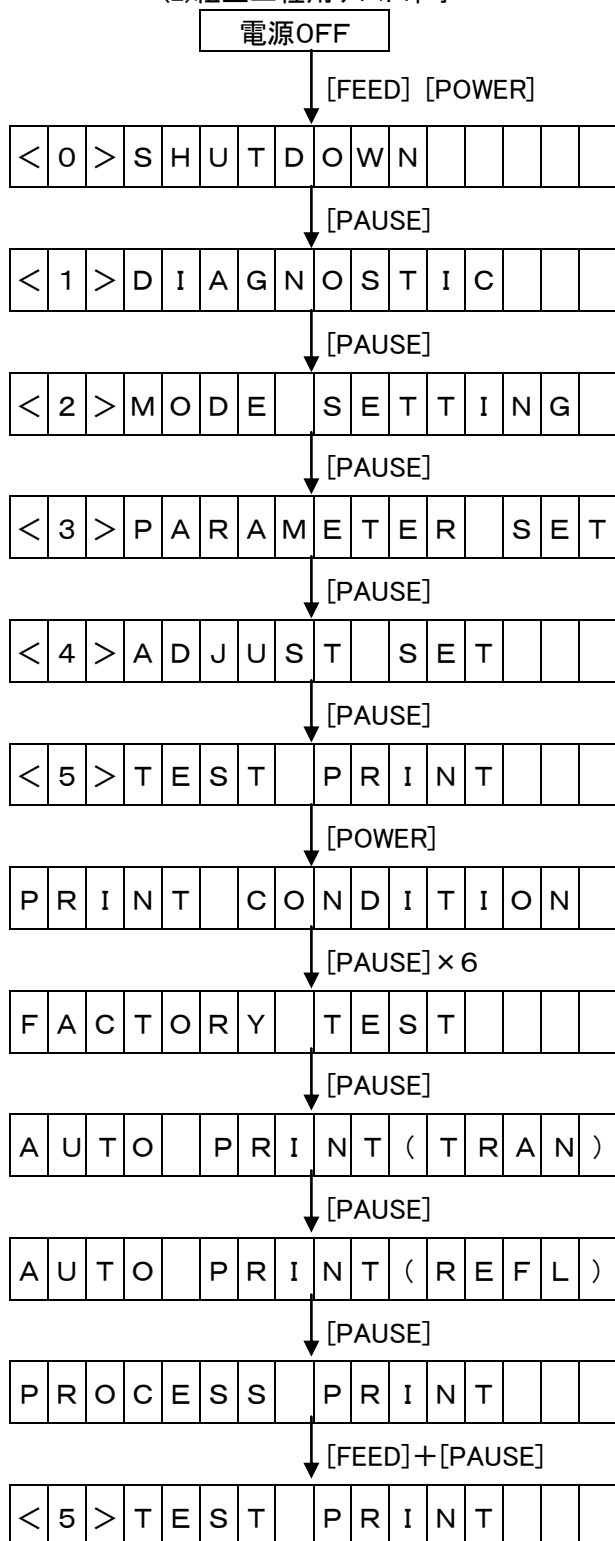 電源OFF
[FEED] [POWER]
<0>SHUTDOWN
[PAUSE]
<1>DIAGNOSTIC
[PAUSE]
<2>MODE SETTING
[PAUSE]
<3>PARAMETER SET
[PAUSE]
<4>ADJUST SET
[PAUSE]
<5>TEST PRINT
[POWER]
PRINT CONDITION
[PAUSE]×6
FACTORY TEST
[PAUSE]
AUTO PRINT(TRAN)
[PAUSE]
AUTO PRINT(REFL)
[PAUSE]
PROCESS PRINT
[FEED]+[PAUSE]
<5>TEST PRINT